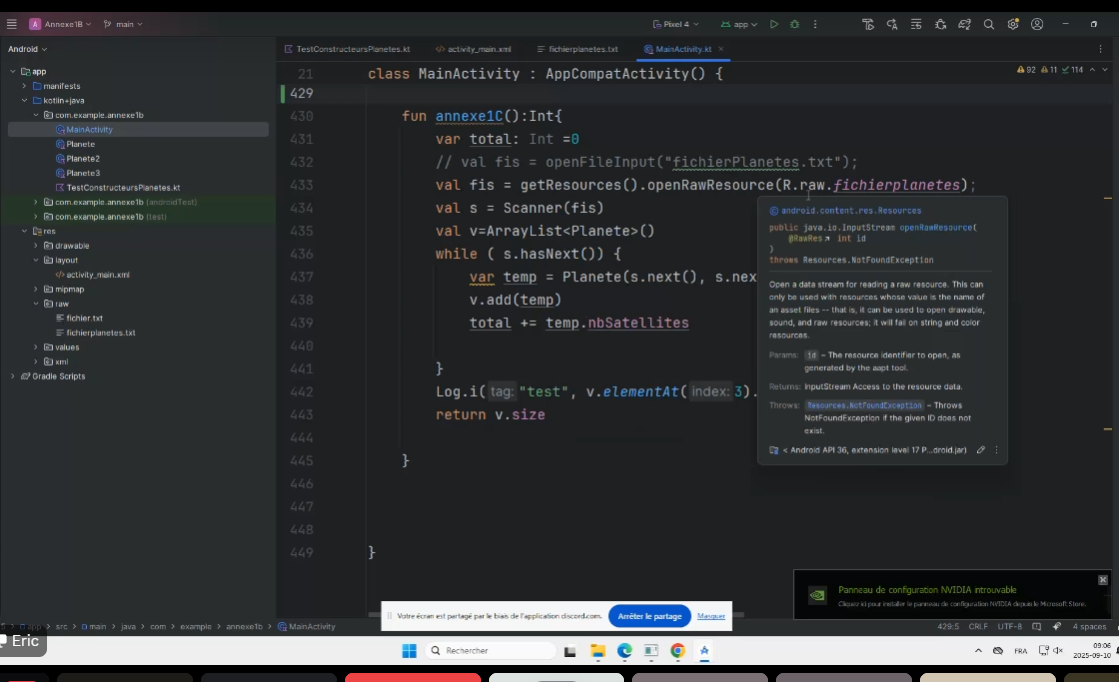 Annexe1B
main
Pixel 4
app
Android
TestConstructeursPlanetes.kt
activity_main.xml
fichierplanetes.txt
MainActivity.kt
app
manifests
kotlin+java
com.example.annexe1b
MainActivity
Planete
Planete2
Planete3
TestConstructeursPlanetes.kt
com.example.annexe1b (androidTest)
com.example.annexe1b (test)
res
drawable
layout
activity_main.xml
mipmap
raw
fichier.txt
fichierplanetes.txt
values
xml
Gradle Scripts
92 11 114
21 class MainActivity : AppCompatActivity() {
429
430 fun annexe1C():Int{
431 var total: Int =0
432 // val fis = openFileInput("fichierPlanetes.txt");
433 val fis = getResources().openRawResource(R.raw.fichierplanetes);
434 val s = Scanner(fis)
435 val v=ArrayList<Planete>()
436 while ( s.hasNext()) {
437 var temp = Planete(s.next(), s.nex
438 v.add(temp)
439 total += temp.nbSatellites
440
441 }
442 Log.i( tag: "test", v.elementAt( index: 3).
443 return v.size
444
445 }
446
447
448
449 }
android.content.res.Resources
public java.io.InputStream openRawResource(
@RawRes int id
)
throws Resources.NotFoundException
Open a data stream for reading a raw resource. This can
only be used with resources whose value is the name of
an asset files -- that is, it can be used to open drawable,
sound, and raw resources; it will fail on string and color
resources.
Params: id – The resource identifier to open, as
generated by the aapt tool.
Returns: InputStream Access to the resource data.
Throws: Resources.NotFoundException – Throws
NotFoundException if the given ID does not
exist.
< Android API 36, extension level 17 P...droid.jar)
Panneau de configuration NVIDIA introuvable
Cliquez ici pour installer le panneau de configuration NVIDIA depuis le Microsoft Store.
Votre écran est partagé par le biais de l'application discord.com.
Arrêter le partage
Masquer
app > src > main > java > com > example > annexe1b > MainActivity
429:5 CRLF UTF-8 4 spaces
Eric
Rechercher
FRA
09:06
2025-09-10